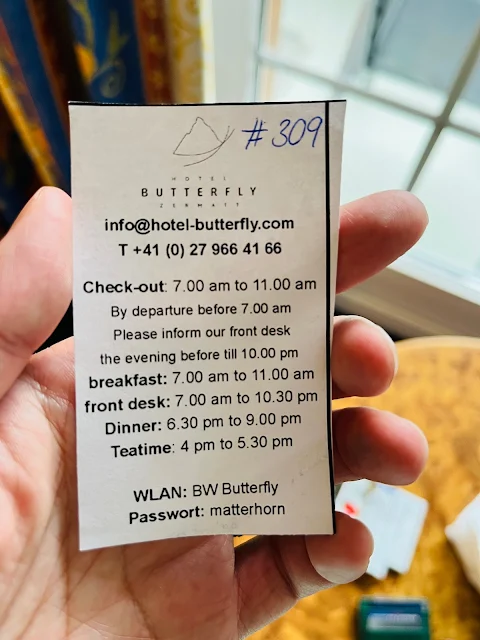 # 309
HOTEL
BUTTERFLY
ZERMATT
info@hotel-butterfly.com
T +41 (0) 27 966 41 66
Check-out: 7.00 am to 11.00 am
By departure before 7.00 am
Please inform our front desk
the evening before till 10.00 pm
breakfast: 7.00 am to 11.00 am
front desk: 7.00 am to 10.30 pm
Dinner: 6.30 pm to 9.00 pm
Teatime: 4 pm to 5.30 pm
WLAN: BW Butterfly
Passwort: matterhorn